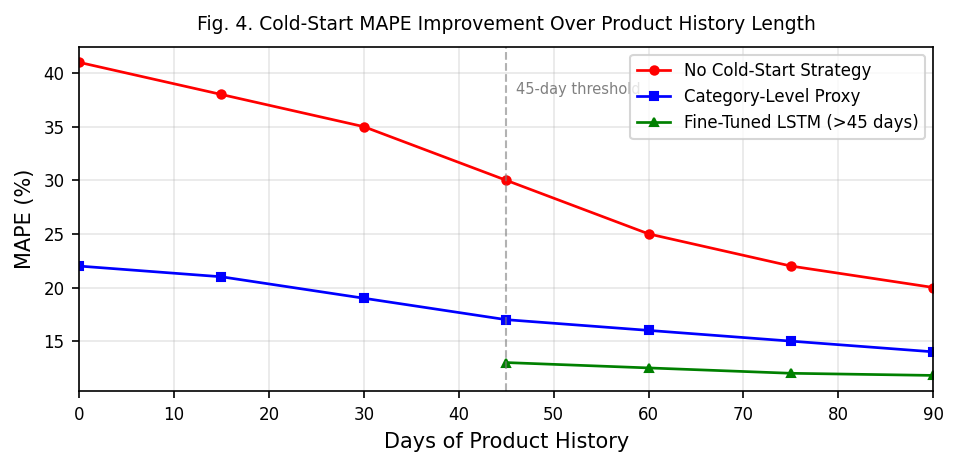 Fig. 4. Cold-Start MAPE Improvement Over Product History Length
45-day threshold
No Cold-Start Strategy
Category-Level Proxy
Fine-Tuned LSTM (>45 days)
MAPE (%)
40
35
30
25
20
15
0 10 20 30 40 50 60 70 80 90
Days of Product History